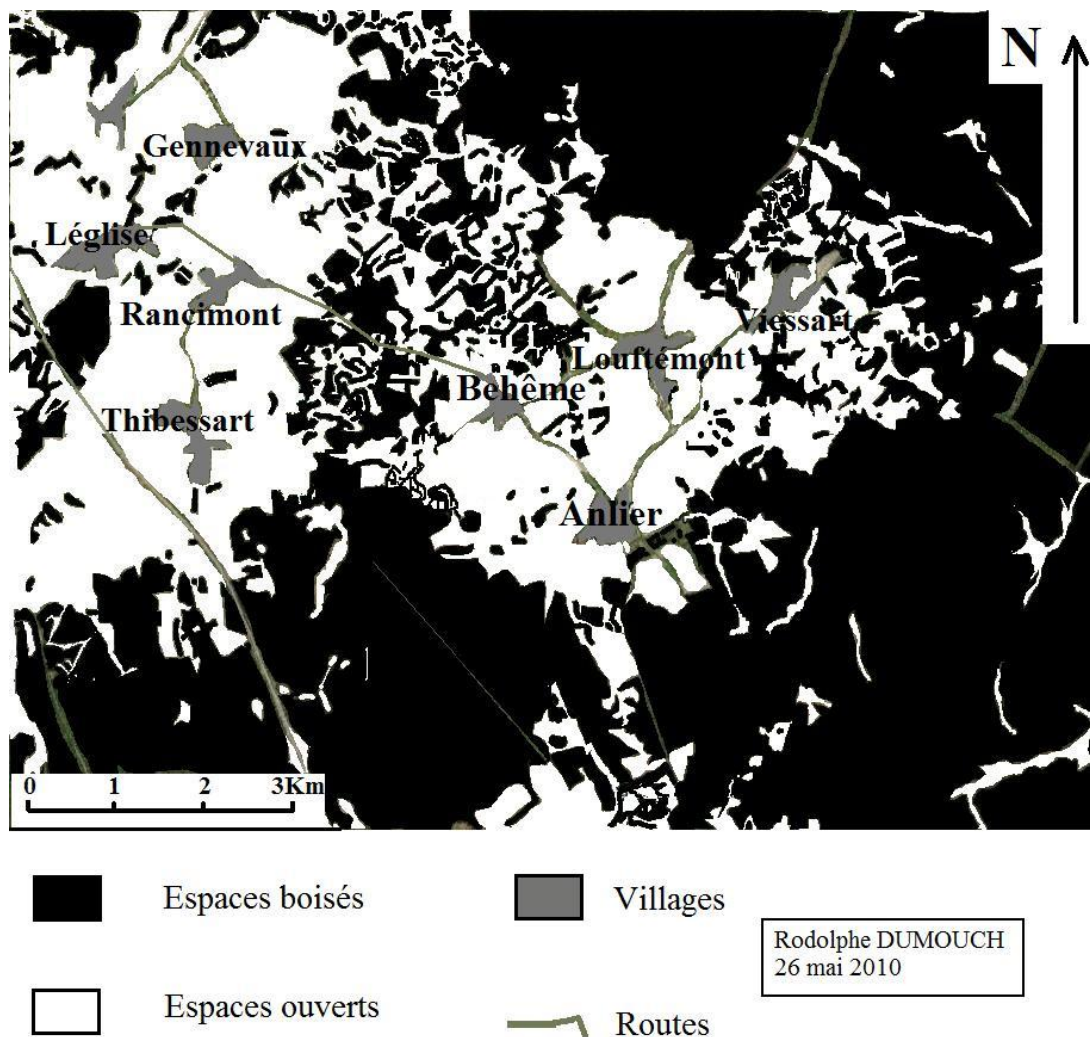 N
Gennevaux
Léglise
Rancimont
Viessart
Louftémont
Behême
Thibessart
Anlier
0 1 2 3Km
Espaces boisés
Villages
Rodolphe DUMOUCH
26 mai 2010
Espaces ouverts
Routes